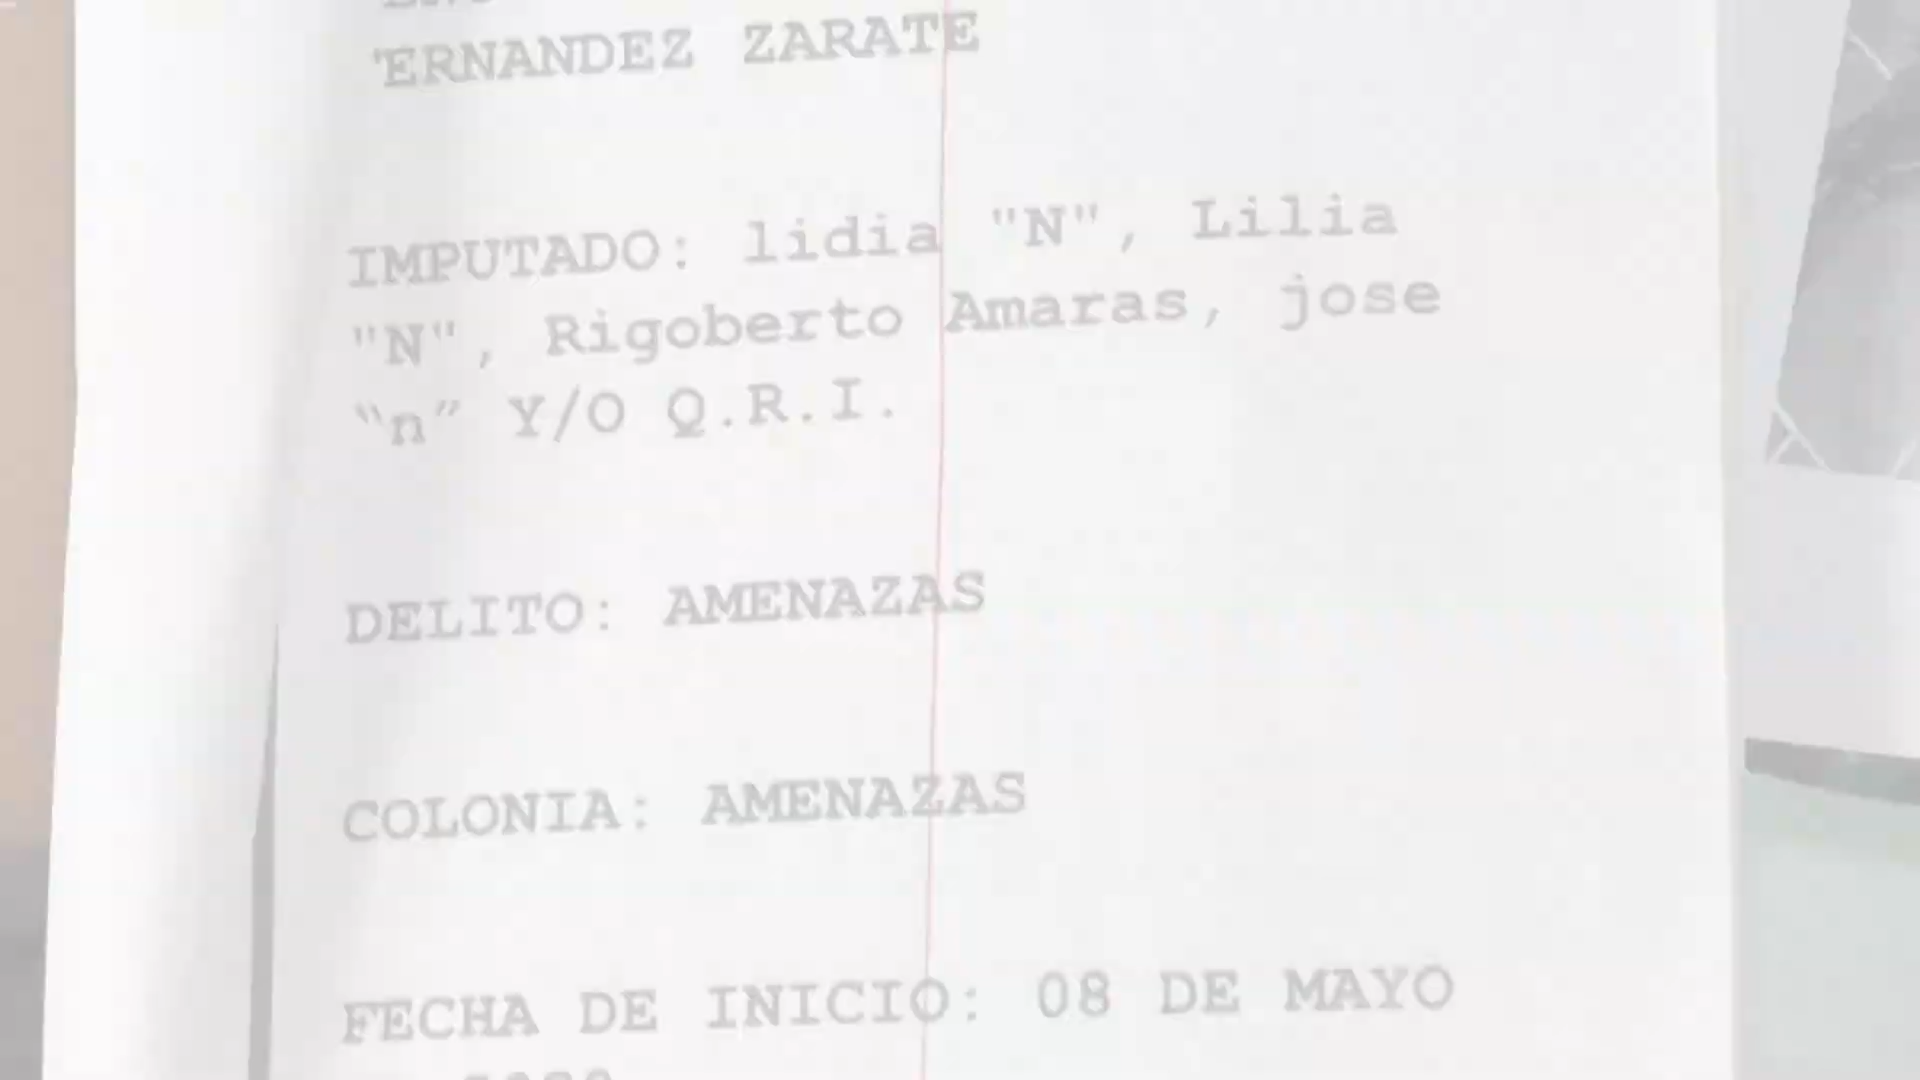 ERNANDEZ ZARATE
IMPUTADO: lidia "N", Lilia
"N", Rigoberto Amaras, jose
“n” Y/O Q.R.I.
DELITO: AMENAZAS
COLONIA: AMENAZAS
FECHA DE INICIO: 08 DE MAYO